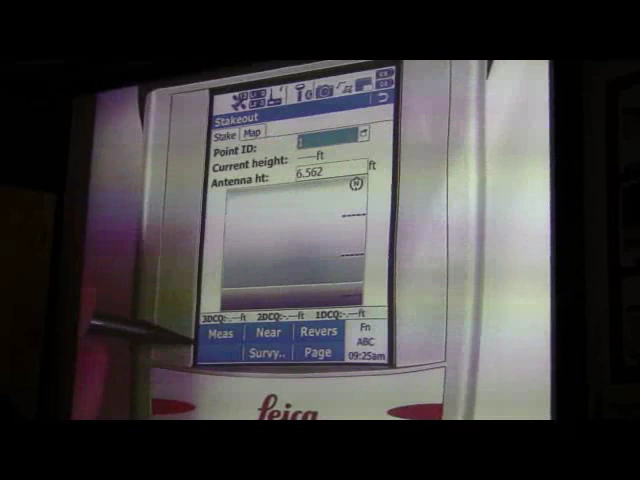 Stakeout
Stake Map
Point ID: 1
Current height: ---ft
Antenna ht: 6.562 ft
N
3DCQ:-.--ft 2DCQ:-.--ft 1DCQ:-.--ft
Meas Near Revers Fn
ABC
Survy.. Page 09:25am
Leica